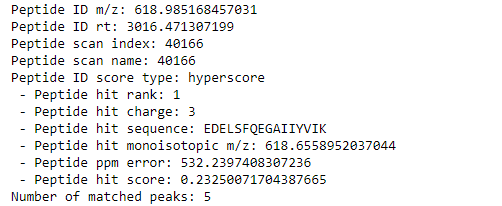 Peptide ID m/z: 618.985168457031
Peptide ID rt: 3016.471307199
Peptide scan index: 40166
Peptide scan name: 40166
Peptide ID score type: hyperscore
- Peptide hit rank: 1
- Peptide hit charge: 3
- Peptide hit sequence: EDELSFQEGAIIYVIK
- Peptide hit monoisotopic m/z: 618.6558952037044
- Peptide ppm error: 532.2397408307236
- Peptide hit score: 0.23250071704387665
Number of matched peaks: 5